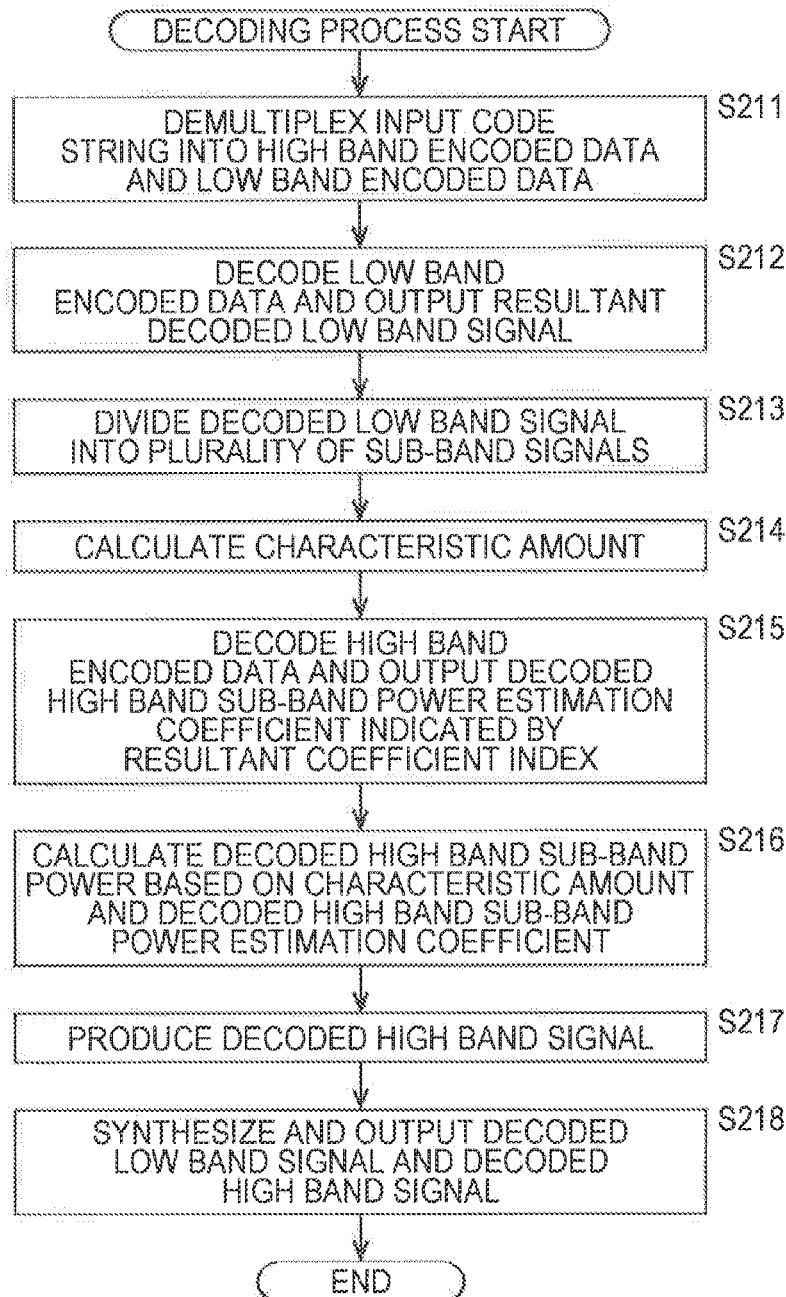 DECODING PROCESS START
S211
DEMULTIPLEX INPUT CODE
STRING INTO HIGH BAND ENCODED DATA
AND LOW BAND ENCODED DATA
S212
DECODE LOW BAND
ENCODED DATA AND OUTPUT RESULTANT
DECODED LOW BAND SIGNAL
S213
DIVIDE DECODED LOW BAND SIGNAL
INTO PLURALITY OF SUB-BAND SIGNALS
S214
CALCULATE CHARACTERISTIC AMOUNT
S215
DECODE HIGH BAND
ENCODED DATA AND OUTPUT DECODED
HIGH BAND SUB-BAND POWER ESTIMATION
COEFFICIENT INDICATED BY
RESULTANT COEFFICIENT INDEX
S216
CALCULATE DECODED HIGH BAND SUB-BAND
POWER BASED ON CHARACTERISTIC AMOUNT
AND DECODED HIGH BAND SUB-BAND
POWER ESTIMATION COEFFICIENT
S217
PRODUCE DECODED HIGH BAND SIGNAL
S218
SYNTHESIZE AND OUTPUT DECODED
LOW BAND SIGNAL AND DECODED
HIGH BAND SIGNAL
END